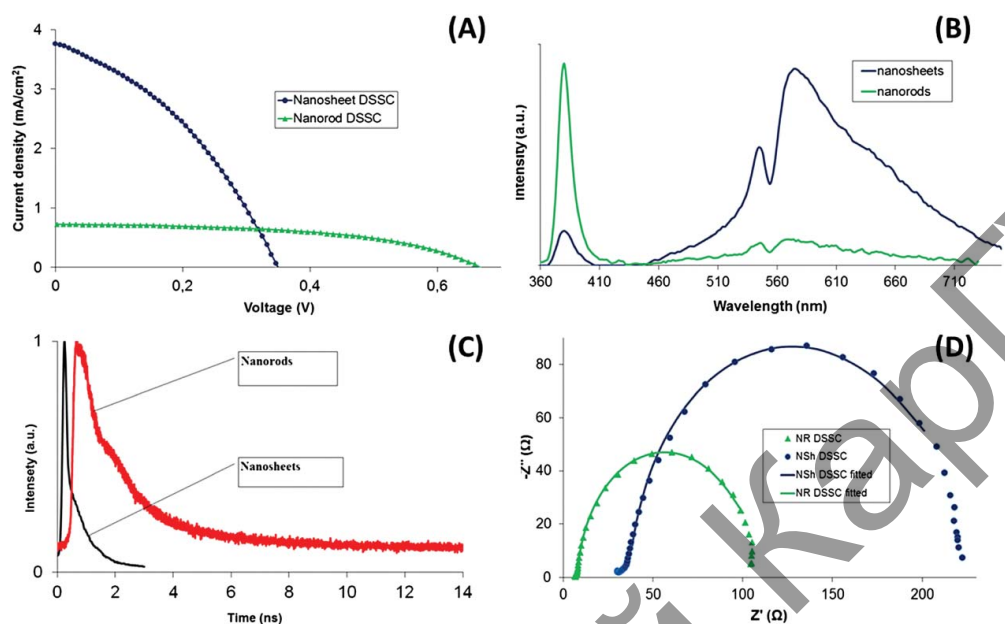 (A)
Current density (mA/cm²)
4
3
2
1
0
0
0,2
0,4
0,6
Voltage (V)
Nanosheet DSSC
Nanorod DSSC
(B)
Intensity (a.u.)
nanosheets
nanorods
360
410
460
510
560
610
660
710
Wavelength (nm)
(C)
Intensety (a.u.)
1
0
Nanorods
Nanosheets
0
2
4
6
8
10
12
14
Time (ns)
(D)
-Z" (Ω)
80
60
40
20
0
NR DSSC
NSh DSSC
NSh DSSC fitted
NR DSSC fitted
0
50
100
150
200
Z' (Ω)